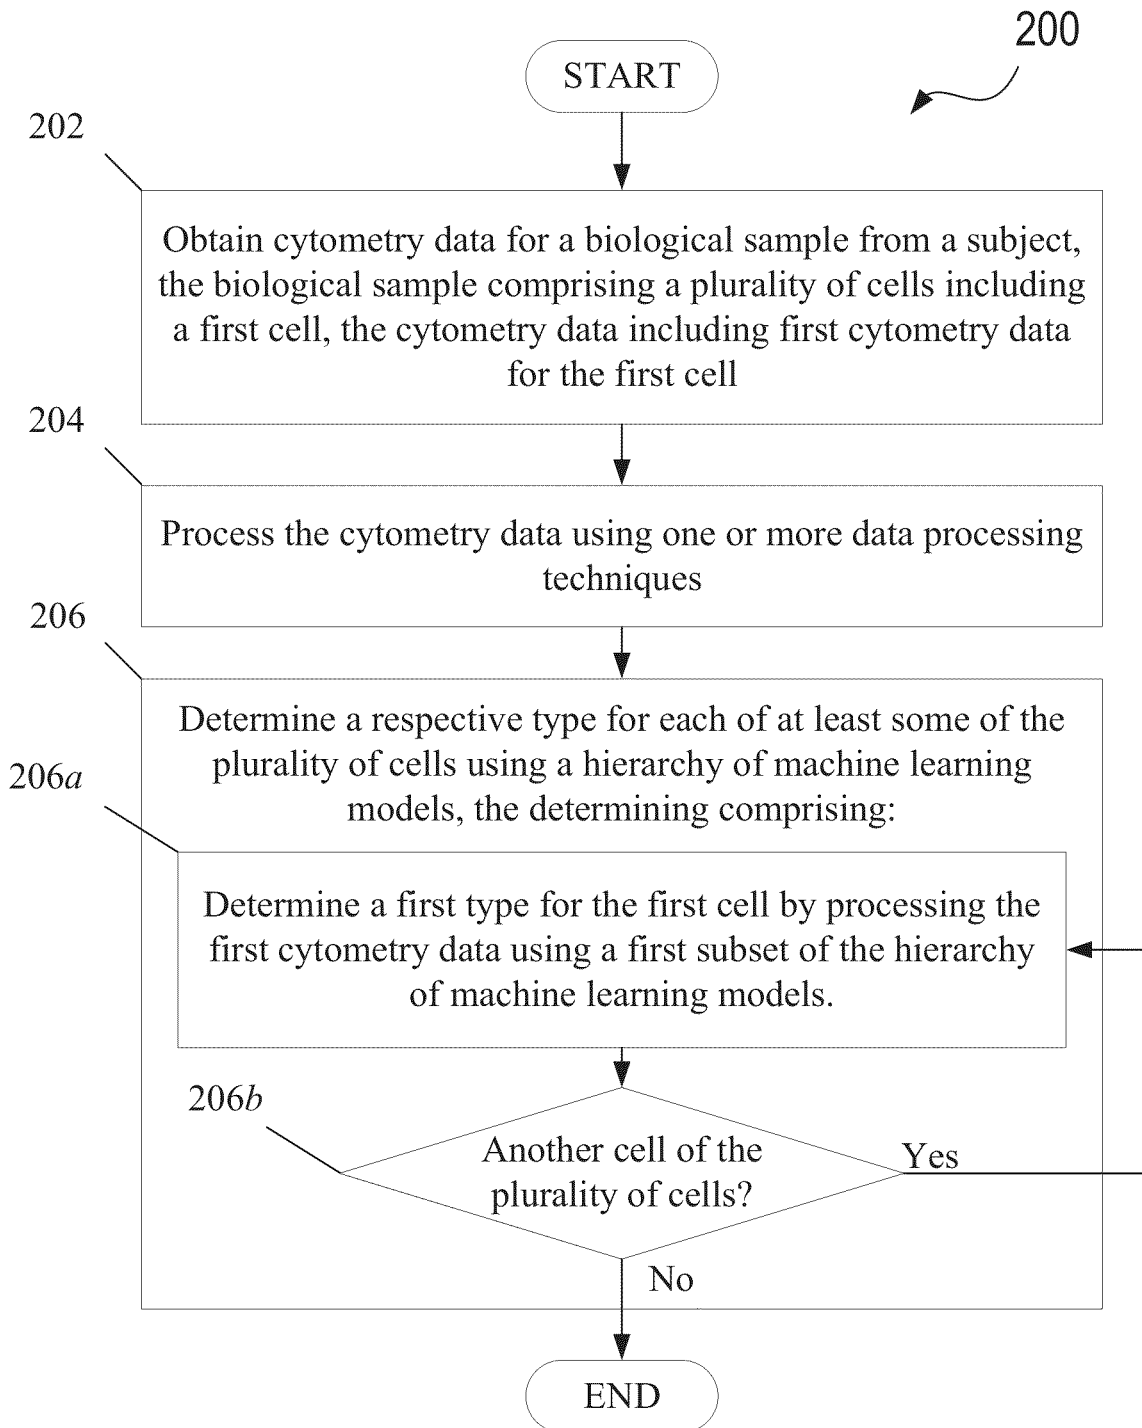 200
START
202
Obtain cytometry data for a biological sample from a subject,
the biological sample comprising a plurality of cells including
a first cell, the cytometry data including first cytometry data
for the first cell
204
Process the cytometry data using one or more data processing
techniques
206
Determine a respective type for each of at least some of the
plurality of cells using a hierarchy of machine learning
models, the determining comprising:
206a
Determine a first type for the first cell by processing the
first cytometry data using a first subset of the hierarchy
of machine learning models.
206b
Another cell of the
plurality of cells?
Yes
No
END